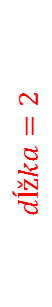 dĺžka = 2